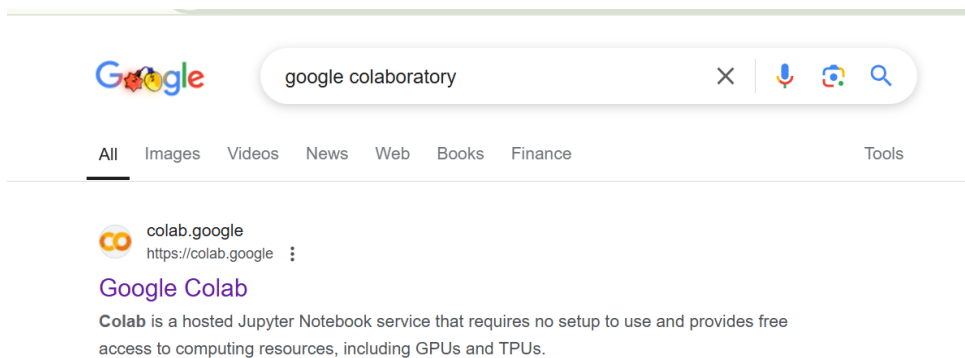 Google
google colaboratory
All Images Videos News Web Books Finance Tools
colab.google
https://colab.google
Google Colab
Colab is a hosted Jupyter Notebook service that requires no setup to use and provides free
access to computing resources, including GPUs and TPUs.